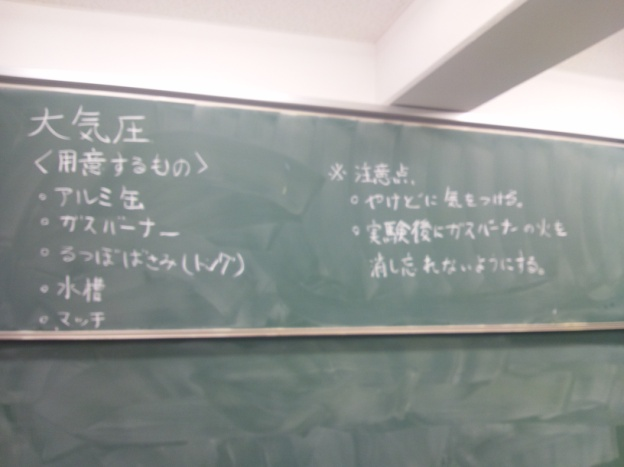 大気圧
〈用意するもの〉
◦アルミ缶
◦ガスバーナー
◦るつぼばさみ(トング)
◦水槽
◦マッチ
※注意点、
◦やけどに気をつける。
◦実験後にガスバーナーの火を
消し忘れないようにする。